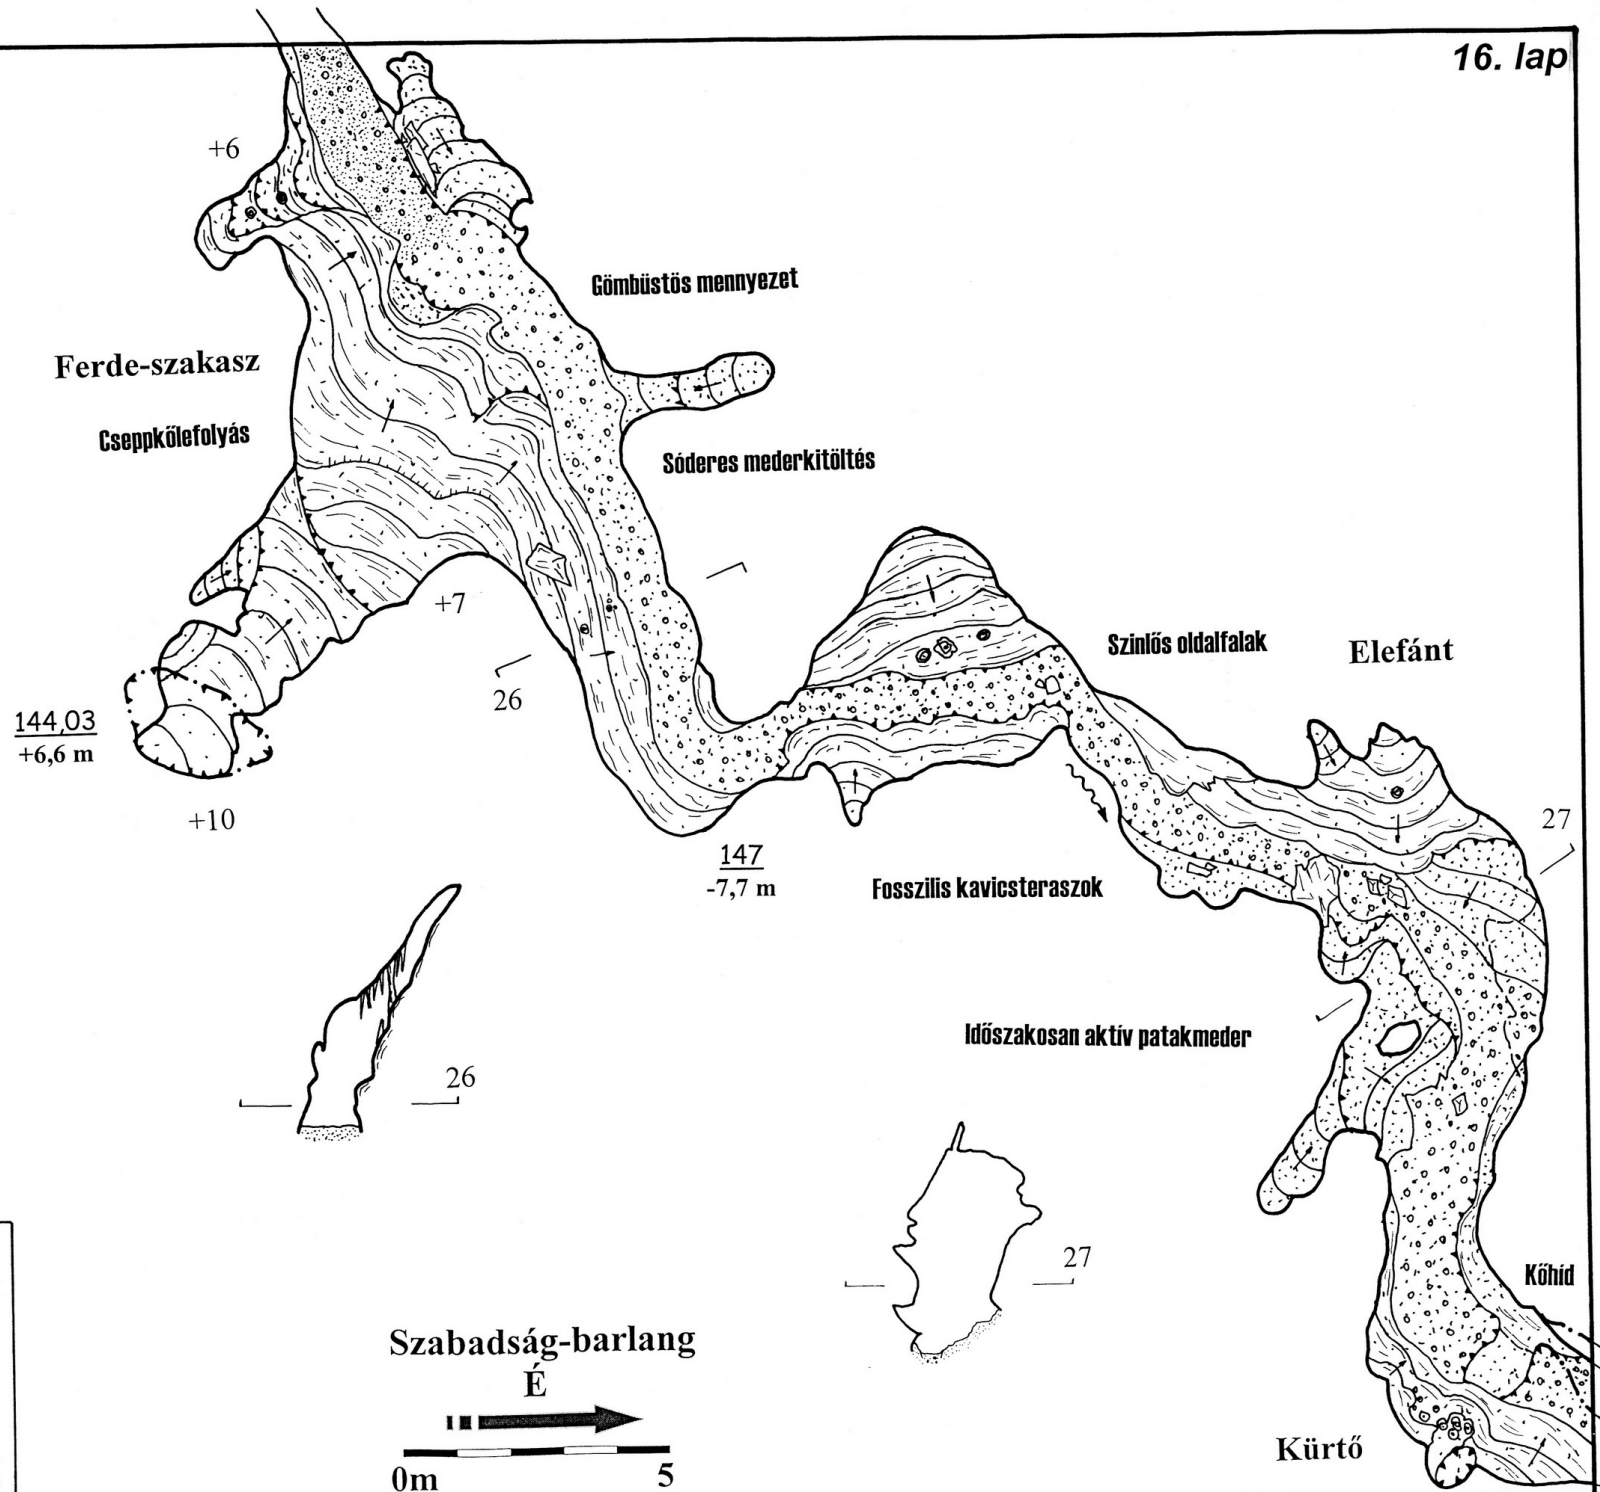 16. lap
+6
Gömbüstös mennyezet
Ferde-szakasz
Cseppkőlefolyás
Sóderes mederkitöltés
+7
26
Szinlős oldalfalak
Elefánt
144,03
+6,6 m
+10
27
147
-7,7 m
Fosszilis kavicsteraszok
Időszakosan aktív patakmeder
26
27
Kőhíd
Szabadság-barlang
É
Kürtő
0m 5